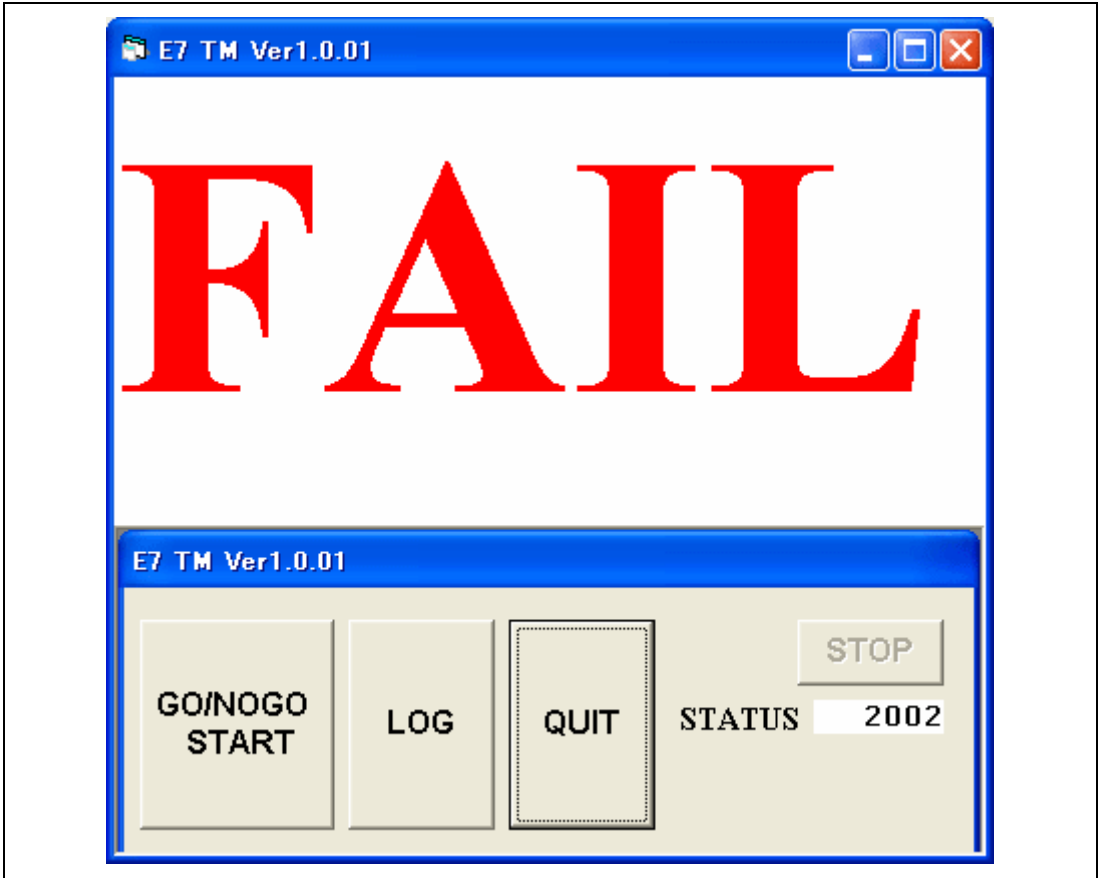 E7 TM Ver1.0.01
FAIL
E7 TM Ver1.0.01
GO/NOGO
START
LOG
QUIT
STOP
STATUS 2002